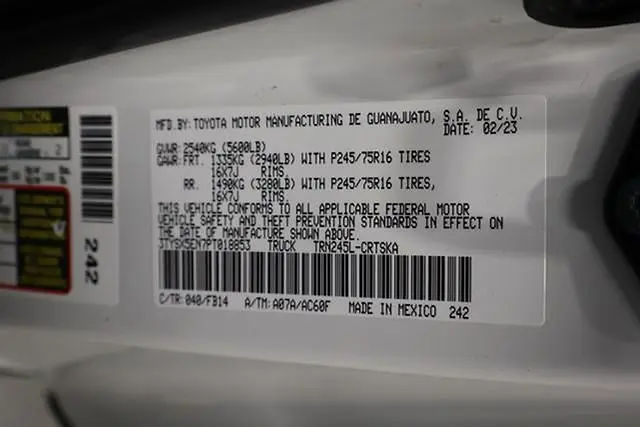 MFD. BY: TOYOTA MOTOR MANUFACTURING DE GUANAJUATO, S.A. DE C.V.
DATE: 02/23
GVWR: 2540KG (5600LB)
GAWR: FRT. 1335KG (2940LB) WITH P245/75R16 TIRES
16X7J RIMS,
RR. 1490KG (3280LB) WITH P245/75R16 TIRES,
16X7J RIMS.
THIS VEHICLE CONFORMS TO ALL APPLICABLE FEDERAL MOTOR
VEHICLE SAFETY AND THEFT PREVENTION STANDARDS IN EFFECT ON
THE DATE OF MANUFACTURE SHOWN ABOVE.
3TYSX5EN7PT018853 TRUCK TRN245L-CRTSKA
C/TR: 040/FB14 A/TM: A07A/AC60F MADE IN MEXICO 242
242